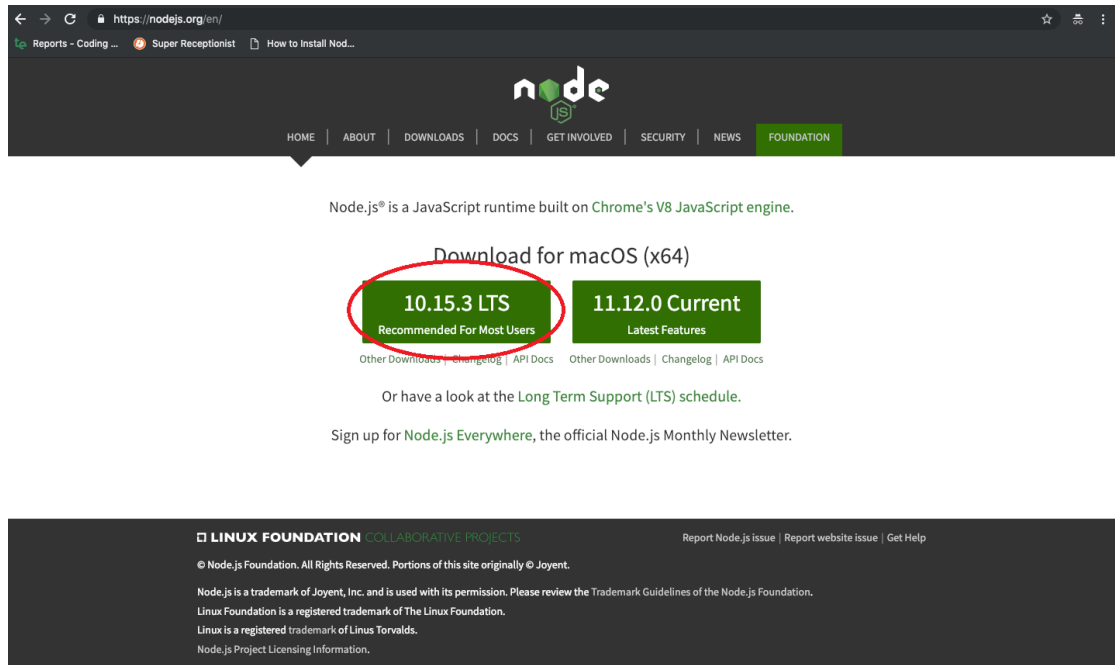 https://nodejs.org/en/
Reports - Coding ... Super Receptionist How to Install Nod...
node
JS
HOME | ABOUT | DOWNLOADS | DOCS | GET INVOLVED | SECURITY | NEWS FOUNDATION
Node.js® is a JavaScript runtime built on Chrome's V8 JavaScript engine.
Download for macOS (x64)
10.15.3 LTS
Recommended For Most Users
11.12.0 Current
Latest Features
Other Downloads | Changelog | API Docs Other Downloads | Changelog | API Docs
Or have a look at the Long Term Support (LTS) schedule.
Sign up for Node.js Everywhere, the official Node.js Monthly Newsletter.
LINUX FOUNDATION COLLABORATIVE PROJECTS
Report Node.js issue | Report website issue | Get Help
© Node.js Foundation. All Rights Reserved. Portions of this site originally © Joyent.
Node.js is a trademark of Joyent, Inc. and is used with its permission. Please review the Trademark Guidelines of the Node.js Foundation.
Linux Foundation is a registered trademark of The Linux Foundation.
Linux is a registered trademark of Linus Torvalds.
Node.js Project Licensing Information.